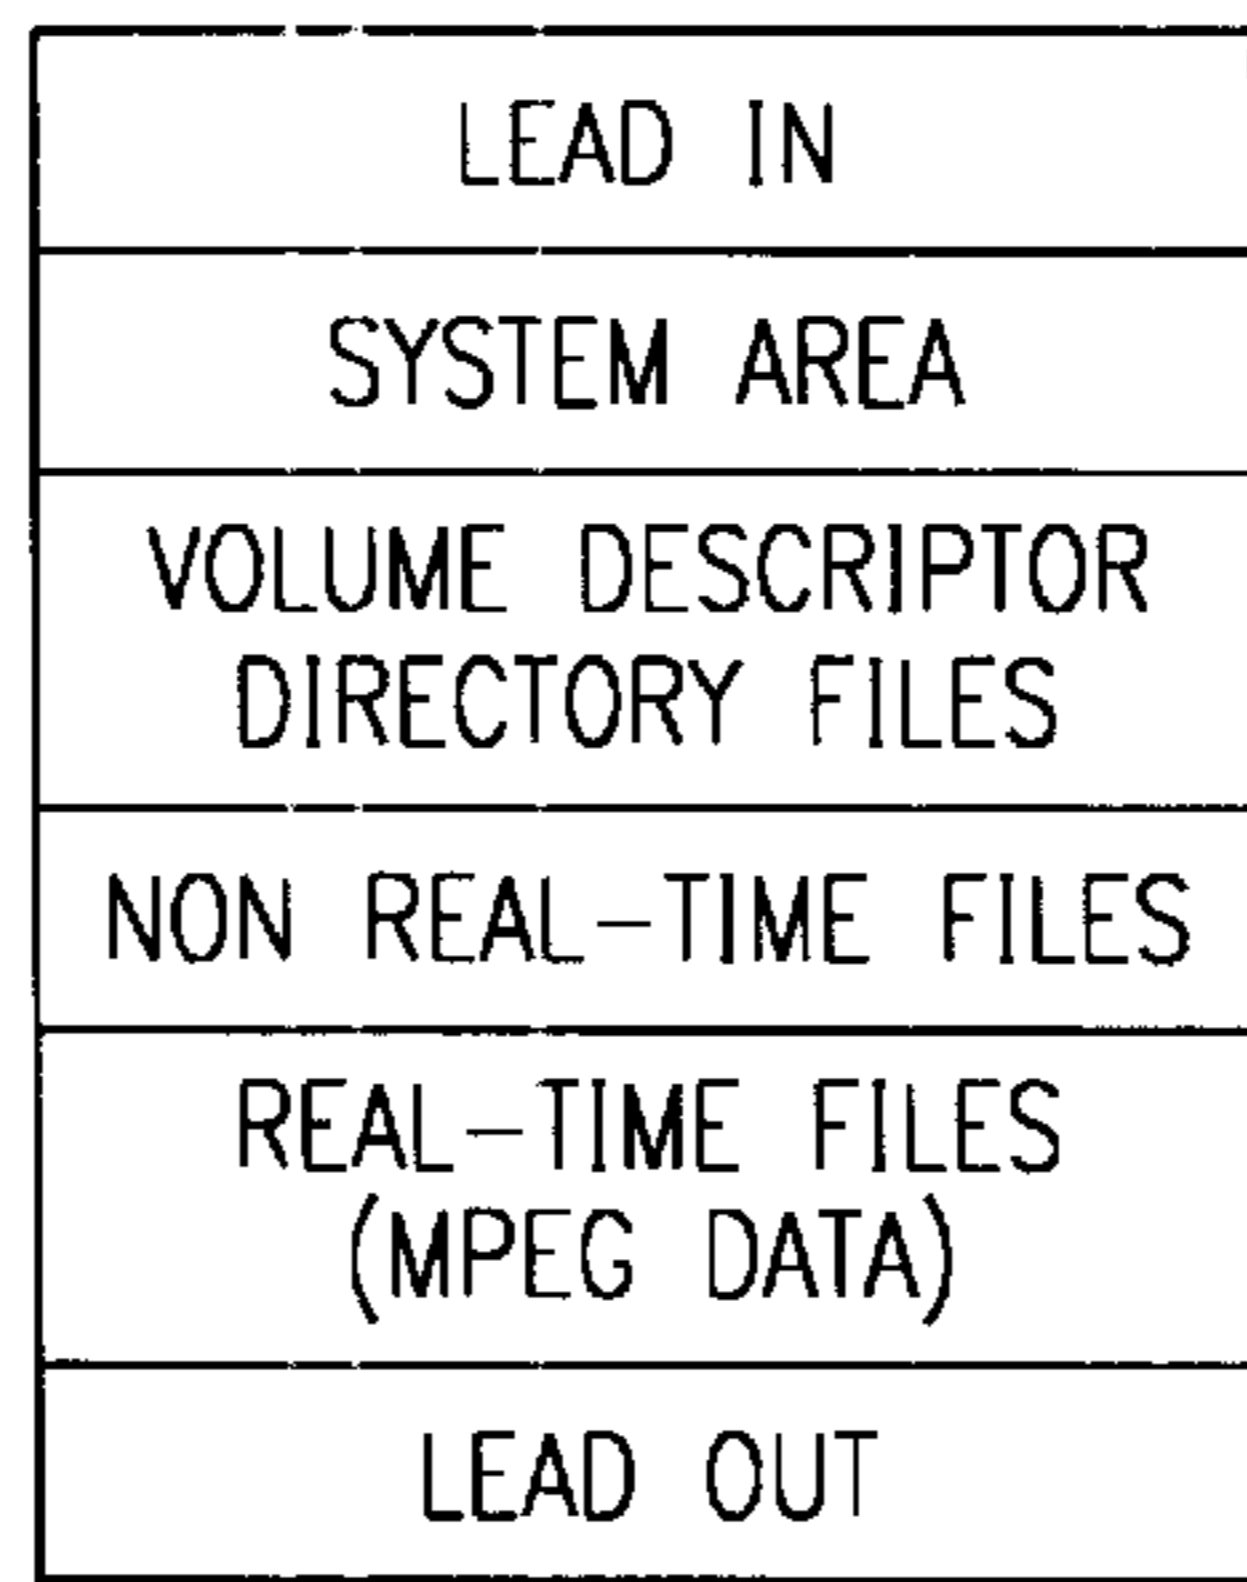 LEAD IN
SYSTEM AREA
VOLUME DESCRIPTOR
DIRECTORY FILES
NON REAL-TIME FILES
REAL-TIME FILES
(MPEG DATA)
LEAD OUT